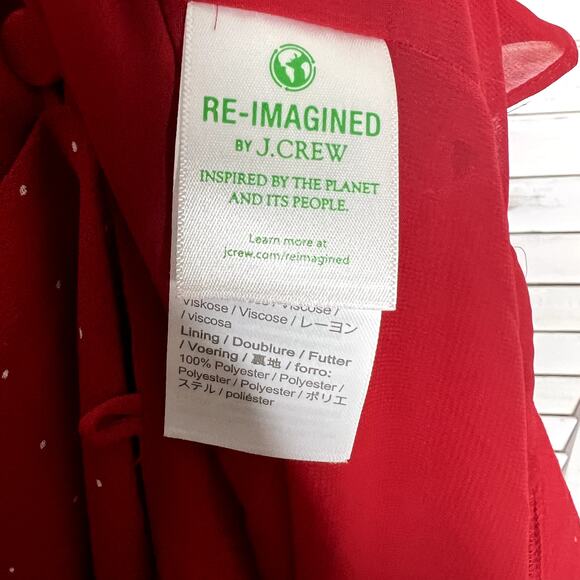 RE-IMAGINED
BY J.CREW
INSPIRED BY THE PLANET
AND ITS PEOPLE.
Learn more at
jcrew.com/reimagined
Viskose / Viscose / レーヨン
/ viscosa
Lining / Doublure / Futter
/ Voering / 裏地 / forro:
100% Polyester / Polyester /
Polyester / Polyester / ポリエ
ステル / poliéster